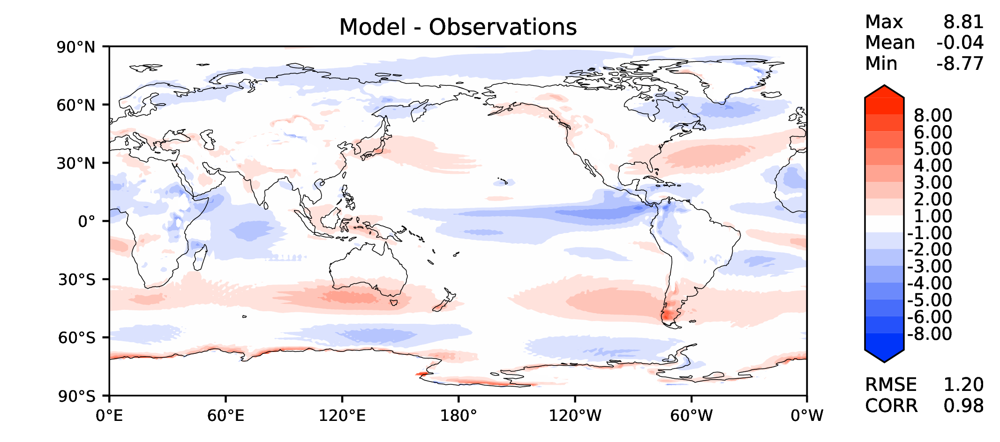 Model - Observations
Max 8.81
Mean -0.04
Min -8.77
90°N
60°N
30°N
0°
30°S
60°S
90°S
0°E 60°E 120°E 180° 120°W 60°W 0°W
8.00
6.00
5.00
4.00
3.00
2.00
1.00
-1.00
-2.00
-3.00
-4.00
-5.00
-6.00
-8.00
RMSE 1.20
CORR 0.98